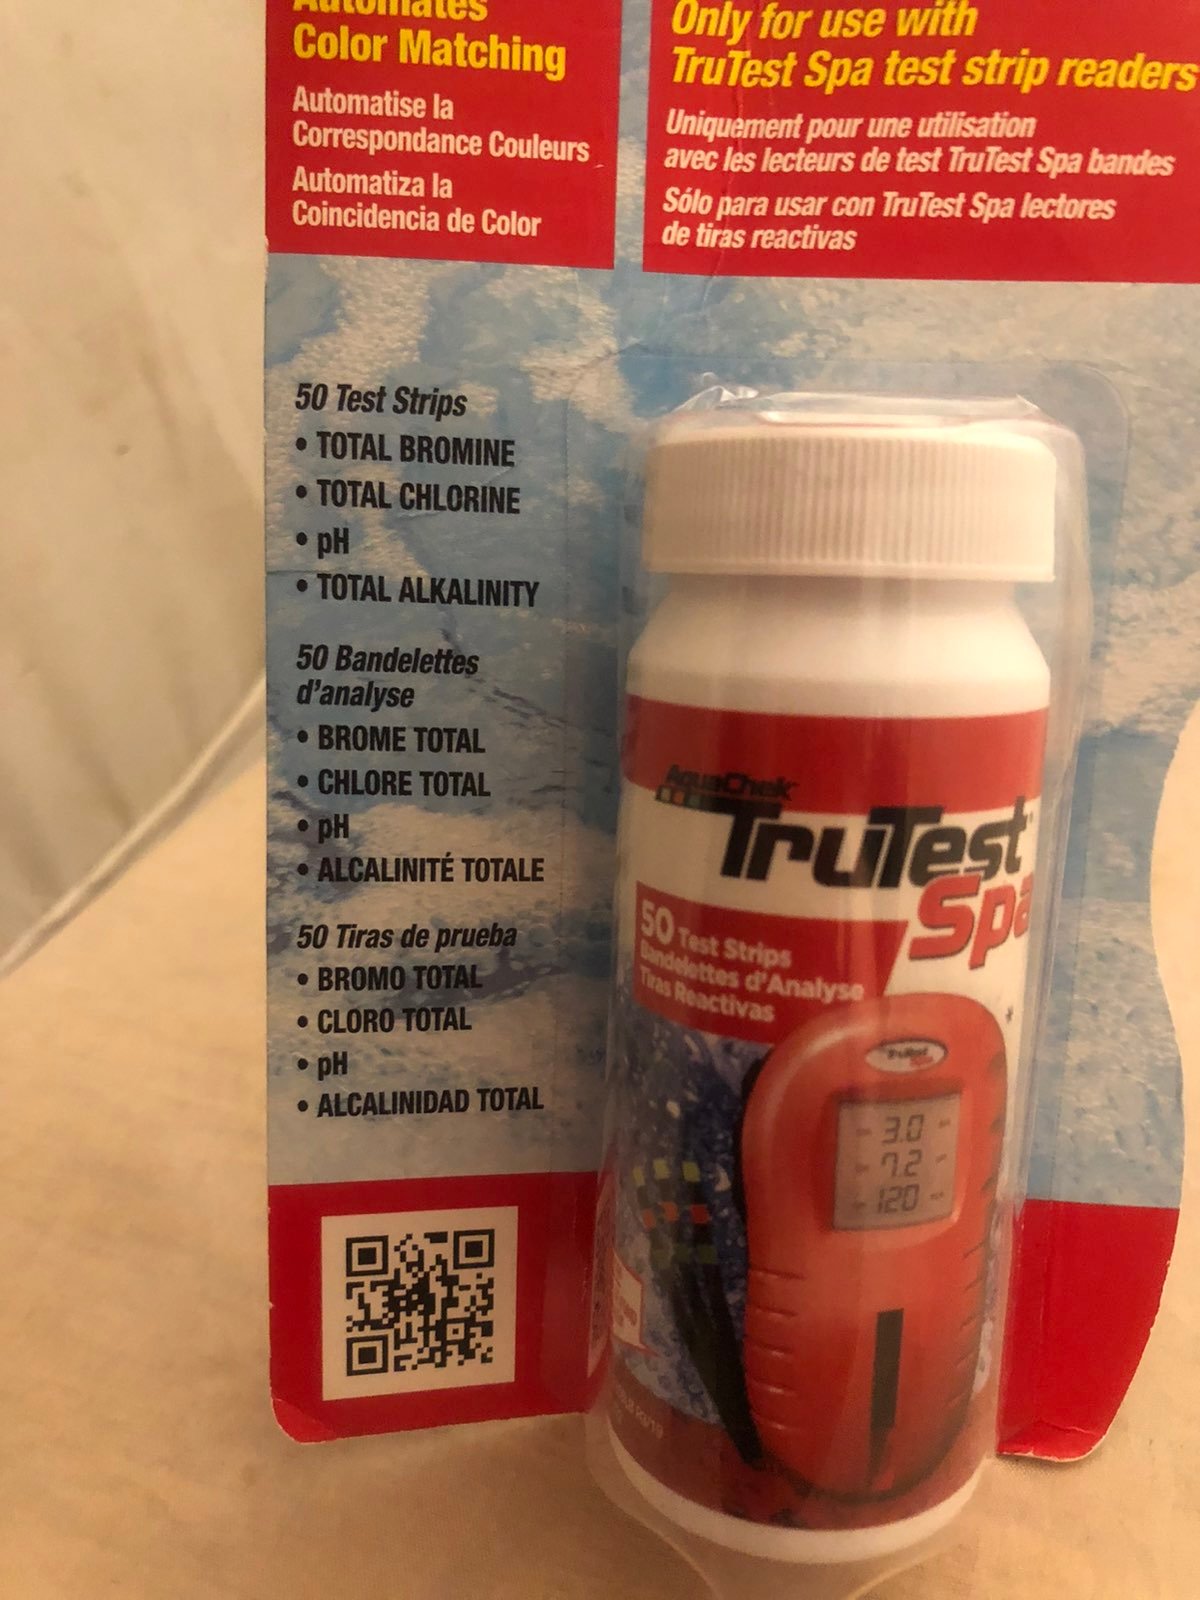 Automates
Color Matching
Automatise la
Correspondance Couleurs
Automatiza la
Coincidencia de Color
Only for use with
TruTest Spa test strip readers
Uniquement pour une utilisation
avec les lecteurs de test TruTest Spa bandes
Sólo para usar con TruTest Spa lectores
de tiras reactivas
50 Test Strips
• TOTAL BROMINE
• TOTAL CHLORINE
• pH
• TOTAL ALKALINITY
50 Bandelettes
d'analyse
• BROME TOTAL
• CHLORE TOTAL
• pH
• ALCALINITÉ TOTALE
50 Tiras de prueba
• BROMO TOTAL
• CLORO TOTAL
• pH
• ALCALINIDAD TOTAL
AquaChek
TruTest
Spa
50 Test Strips
Bandelettes d'Analyse
Tiras Reactivas
*
TruTest
3.0
7.2
120